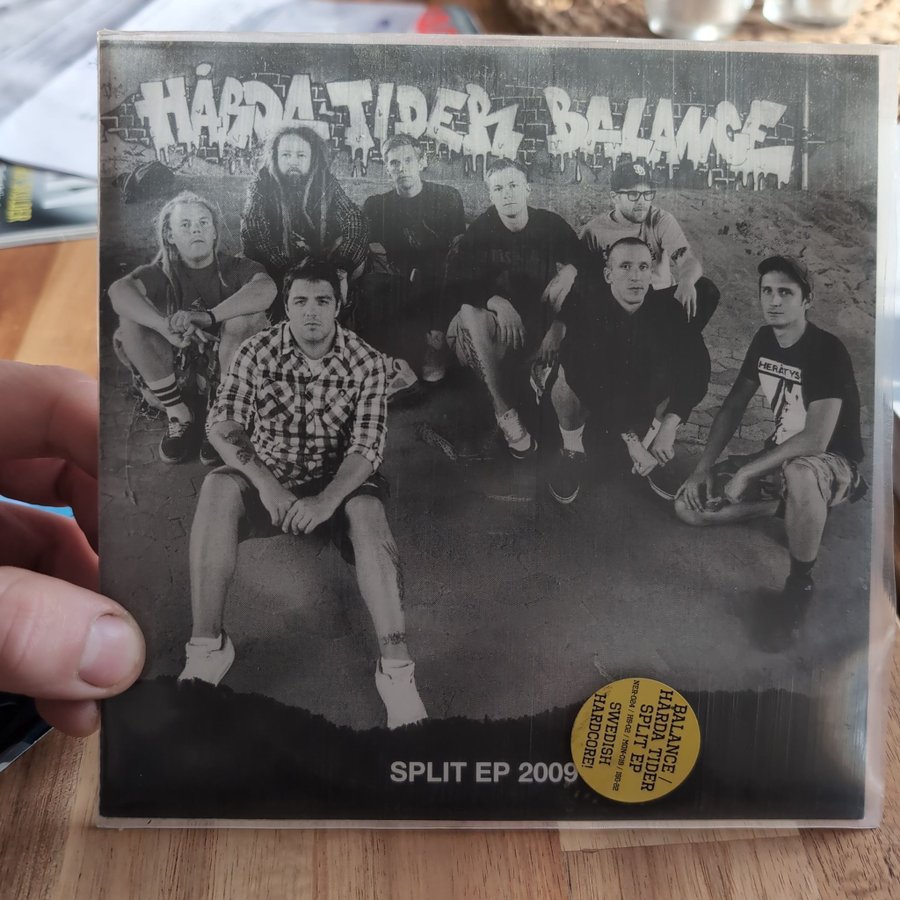 HÅRDA TIDER BALANCE
HERÄTYS
SPLIT EP 2009
BALANCE /
HÅRDA TIDER
SPLIT EP
SWEDISH
HARDCORE!